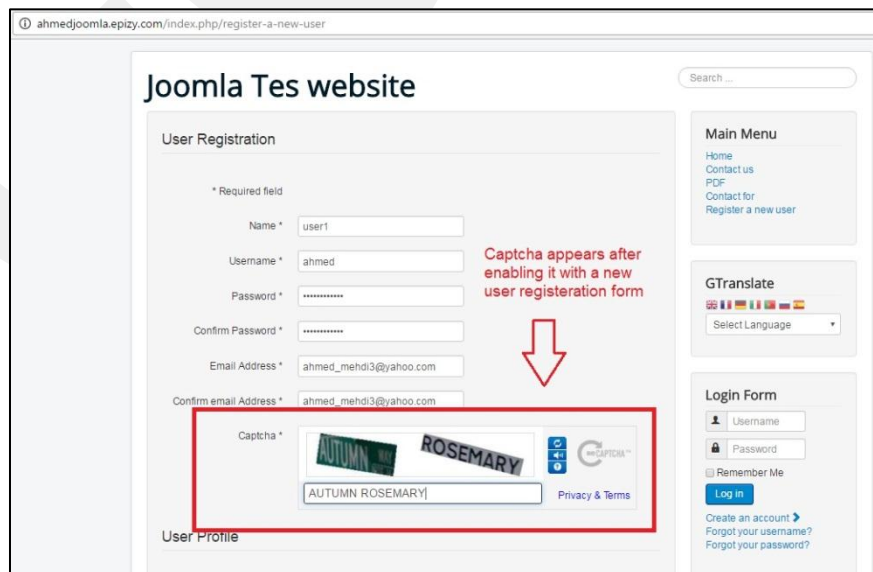 ahmedjoomla.epizy.com/index.php/register-a-new-user
Joomla Tes website
Search ...
User Registration
* Required field
Name * user1
Username * ahmed
Password * ••••••••••••
Confirm Password * ••••••••••••
Email Address * ahmed_mehdi3@yahoo.com
Confirm email Address * ahmed_mehdi3@yahoo.com
Captcha *
AUTUMN WAY
ROSEMARY
reCAPTCHA™
AUTUMN ROSEMARY
Privacy & Terms
User Profile
Captcha appears after
enabling it with a new
user registeration form
Main Menu
Home
Contact us
PDF
Contact for
Register a new user
GTranslate
Select Language
Login Form
Username
Password
Remember Me
Log in
Create an account
Forgot your username?
Forgot your password?